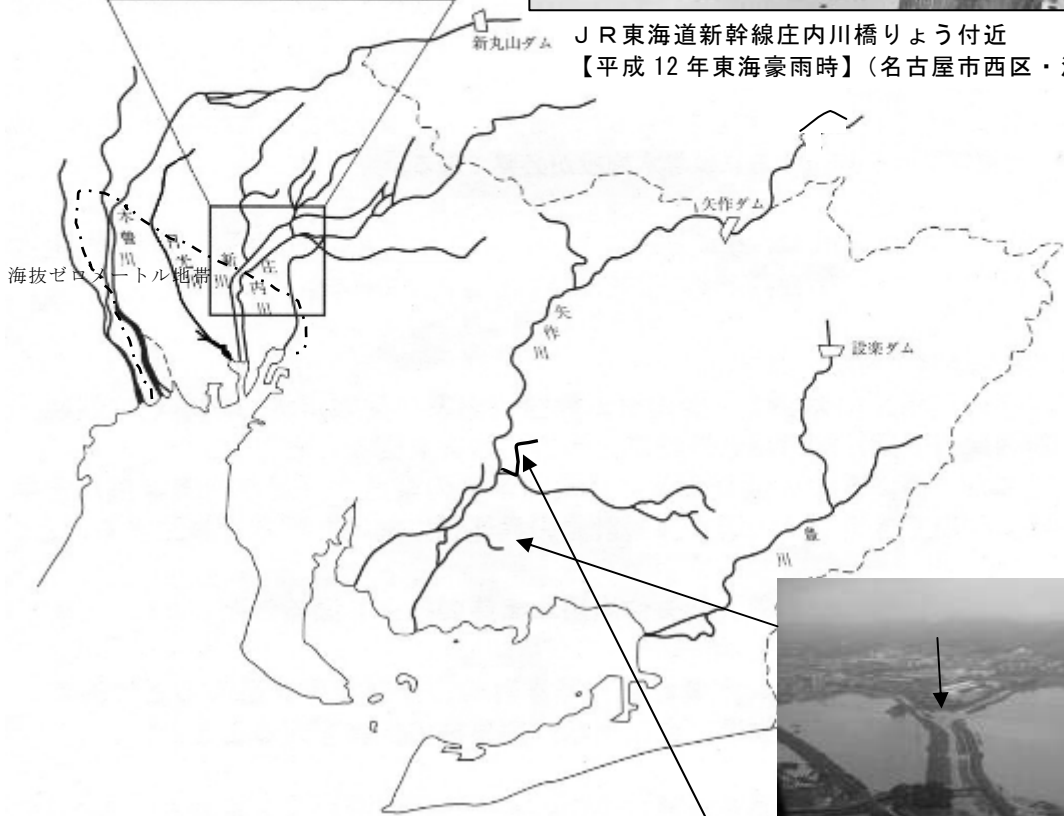 新丸山ダム
ＪＲ東海道新幹線庄内川橋りょう付近
【平成 12 年東海豪雨時】（名古屋市西区・
矢作ダム
木曽川
日光川
新川
庄内川
海抜ゼロメートル地帯
矢作川
設楽ダム
豊川